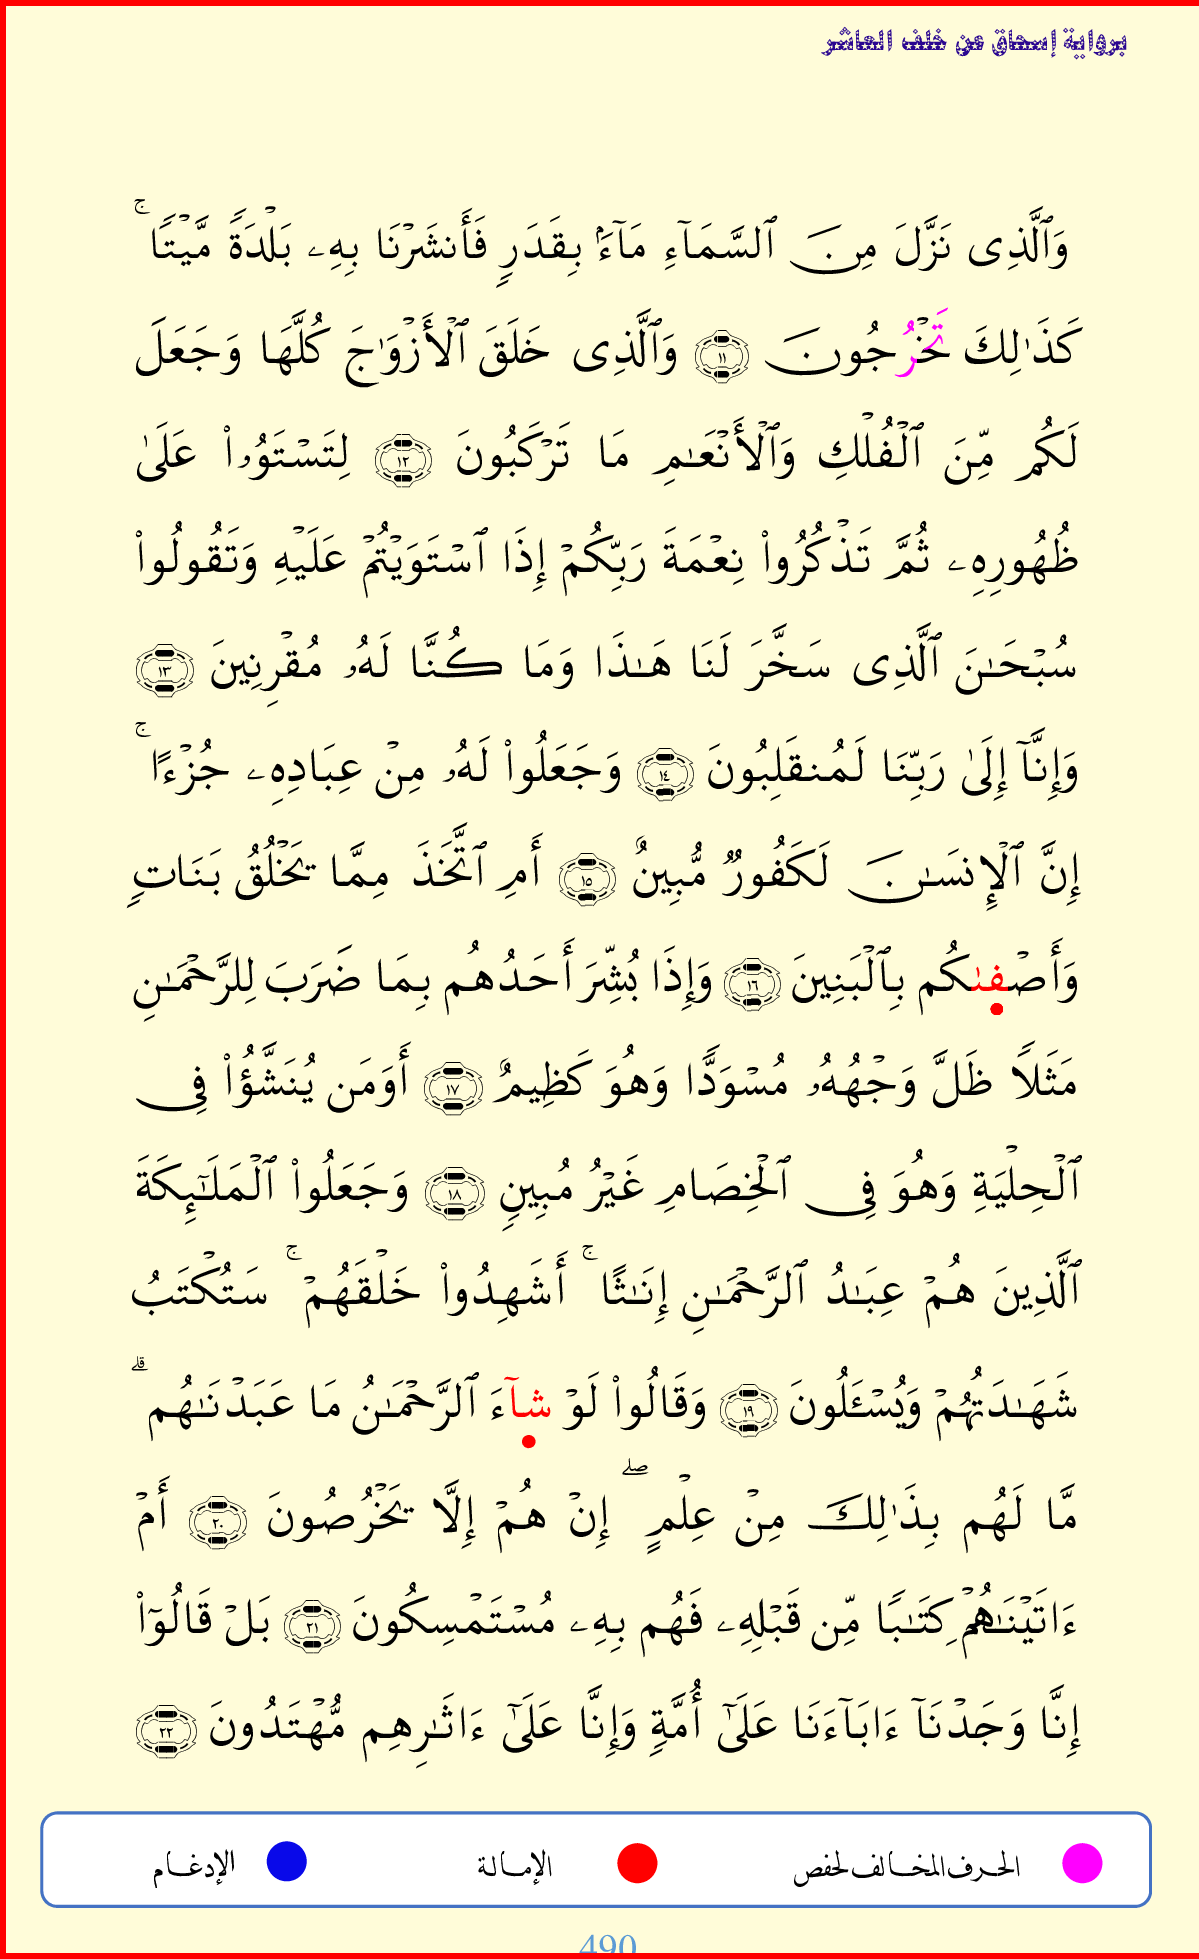 برواية إسحاق عن خلف العاشر
وَٱلَّذِى نَزَّلَ مِنَ ٱلسَّمَآءِ مَآءَۢ بِقَدَرٍ فَأَنشَرْنَا بِهِۦ بَلْدَةً مَّيْتًا ۚ
كَذَٰلِكَ تَخْرُجُونَ ١١ وَٱلَّذِى خَلَقَ ٱلْأَزْوَٰجَ كُلَّهَا وَجَعَلَ
لَكُم مِّنَ ٱلْفُلْكِ وَٱلْأَنْعَـٰمِ مَا تَرْكَبُونَ ١٢ لِتَسْتَوُۥا۟ عَلَىٰ
ظُهُورِهِۦ ثُمَّ تَذْكُرُوا۟ نِعْمَةَ رَبِّكُمْ إِذَا ٱسْتَوَيْتُمْ عَلَيْهِ وَتَقُولُوا۟
سُبْحَـٰنَ ٱلَّذِى سَخَّرَ لَنَا هَـٰذَا وَمَا كُنَّا لَهُۥ مُقْرِنِينَ ١٣
وَإِنَّآ إِلَىٰ رَبِّنَا لَمُنقَلِبُونَ ١٤ وَجَعَلُوا۟ لَهُۥ مِنْ عِبَادِهِۦ جُزْءًا ۚ
إِنَّ ٱلْإِنسَـٰنَ لَكَفُورٌ مُّبِينٌ ١٥ أَمِ ٱتَّخَذَ مِمَّا يَخْلُقُ بَنَاتٍ
وَأَصْفَىٰكُم بِٱلْبَنِينَ ١٦ وَإِذَا بُشِّرَ أَحَدُهُم بِمَا ضَرَبَ لِلرَّحْمَـٰنِ
مَثَلًا ظَلَّ وَجْهُهُۥ مُسْوَدًّا وَهُوَ كَظِيمٌ ١٧ أَوَمَن يُنَشَّؤُا۟ فِى
ٱلْحِلْيَةِ وَهُوَ فِى ٱلْخِصَامِ غَيْرُ مُبِينٍ ١٨ وَجَعَلُوا۟ ٱلْمَلَـٰٓئِكَةَ
ٱلَّذِينَ هُمْ عِبَـٰدُ ٱلرَّحْمَـٰنِ إِنَـٰثًا ۚ أَشَهِدُوا۟ خَلْقَهُمْ ۚ سَتُكْتَبُ
شَهَـٰدَتُهُمْ وَيُسْـَٔلُونَ ١٩ وَقَالُوا۟ لَوْ شَآءَ ٱلرَّحْمَـٰنُ مَا عَبَدْنَـٰهُم ۗ
مَّا لَهُم بِذَٰلِكَ مِنْ عِلْمٍ ۖ إِنْ هُمْ إِلَّا يَخْرُصُونَ ٢٠ أَمْ
ءَاتَيْنَـٰهُمْ كِتَـٰبًا مِّن قَبْلِهِۦ فَهُم بِهِۦ مُسْتَمْسِكُونَ ٢١ بَلْ قَالُوٓا۟
إِنَّا وَجَدْنَآ ءَابَآءَنَا عَلَىٰٓ أُمَّةٍ وَإِنَّا عَلَىٰٓ ءَاثَـٰرِهِم مُّهْتَدُونَ ٢٢
الحرف المخالف لحفص الإمالة الإدغام
490